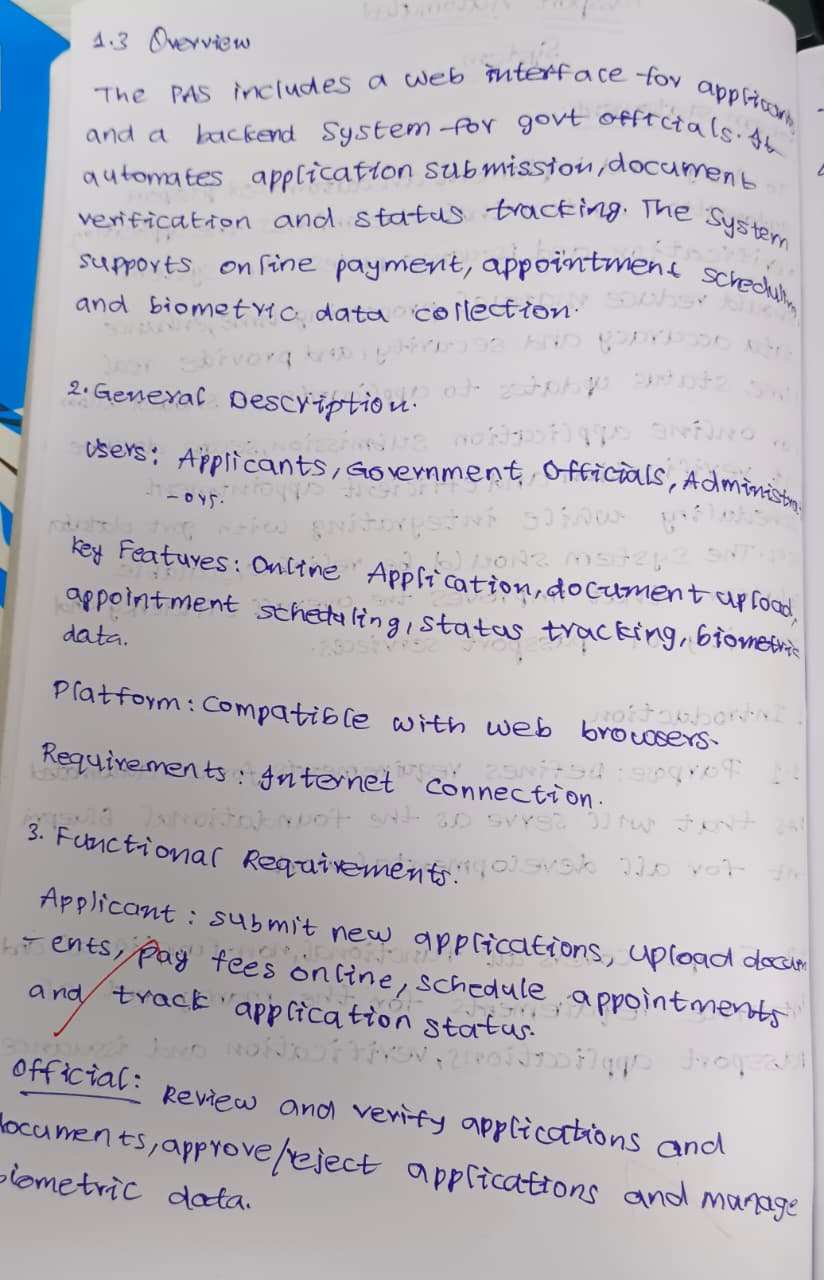 1.3 Overview
The PAS includes a web interface for applicants
and a backend system for govt officials. It
automates application submission, document
verification and status tracking. The System
supports online payment, appointment scheduling
and biometric data collection.
2. General Description.
Users: Applicants, Government, Officials, Administra
-ors.
Key Features: Online Application, document upload,
appointment scheduling, status tracking, biometric
data.
Platform: Compatible with web browsers.
Requirements: Internet connection.
3. Functional Requirements:
Applicant: submit new applications, upload docum
-ents, pay fees online, schedule appointments
and track application status.
Official: Review and verify applications and
documents, approve/reject applications and manage
biometric data.